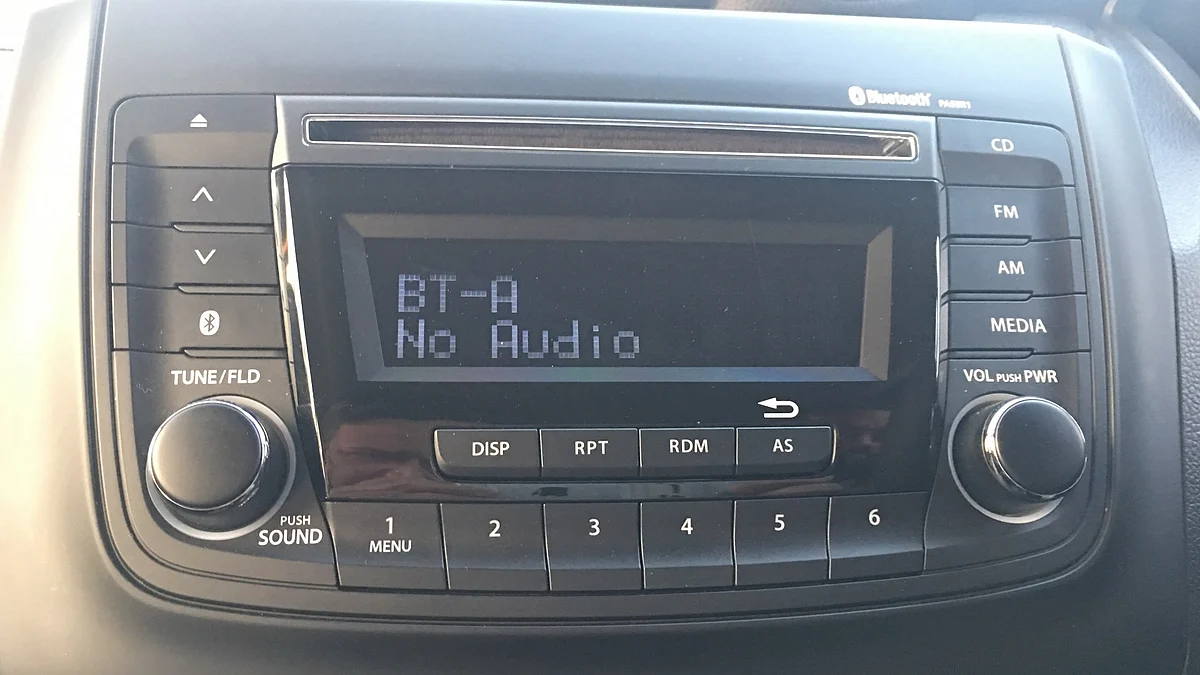 Bluetooth
CD
FM
AM
MEDIA
BT-A
No Audio
TUNE/FLD
VOL PUSH PWR
DISP
RPT
RDM
AS
PUSH
SOUND
1
MENU
2
3
4
5
6